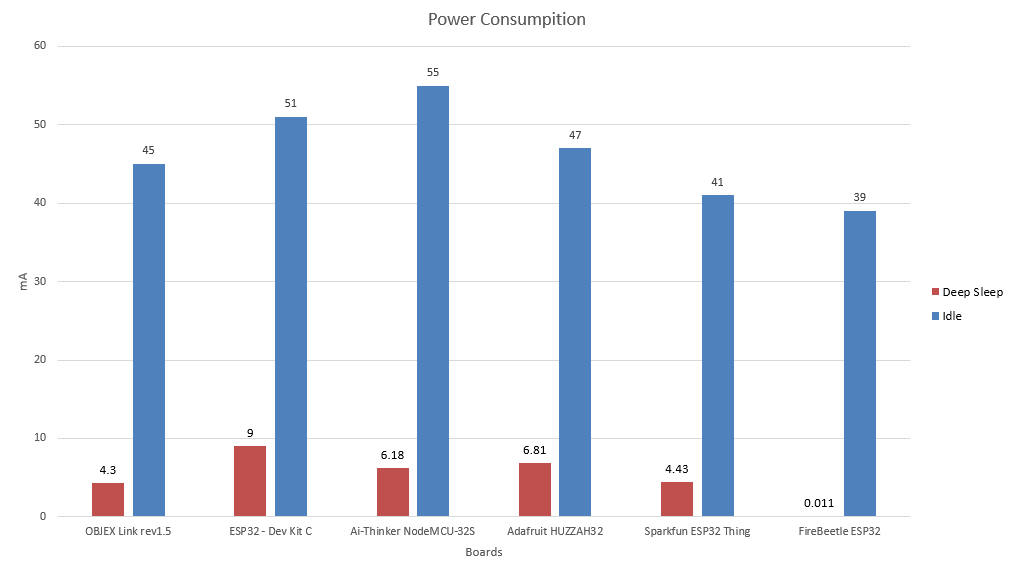 Power Consumpition
60
50
40
30
20
10
0
mA
45
51
55
47
41
39
4.3
9
6.18
6.81
4.43
0.011
OBJEX Link rev1.5
ESP32 - Dev Kit C
Ai-Thinker NodeMCU-32S
Adafruit HUZZAH32
Sparkfun ESP32 Thing
FireBeetle ESP32
Boards
Deep Sleep
Idle